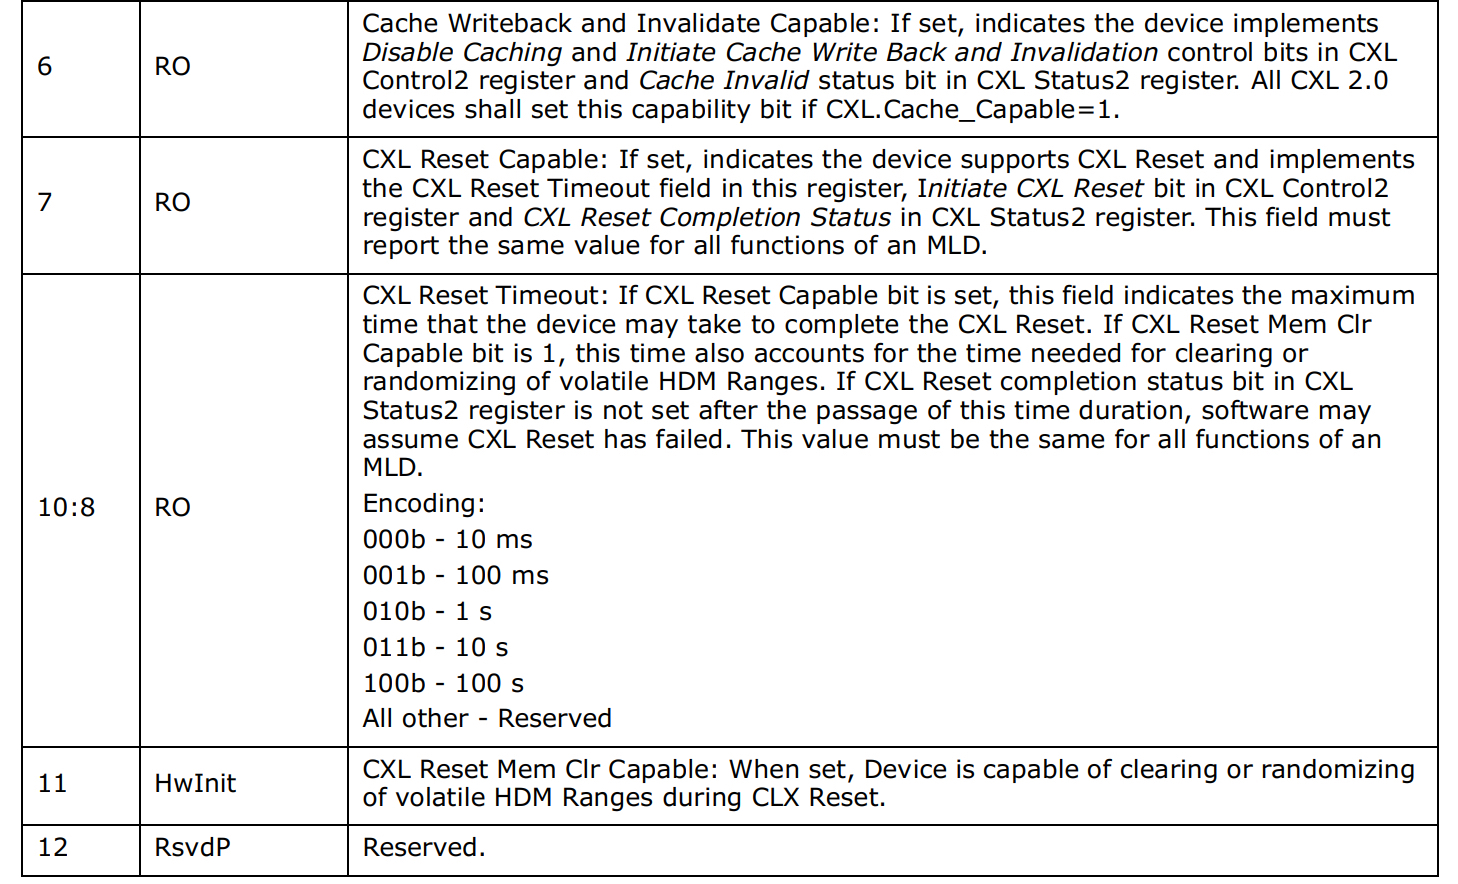 Cache Writeback and Invalidate Capable: If set, indicates the device implements
Disable Caching and Initiate Cache Write Back and Invalidation control bits in CXL
6 RO
Control2 register and Cache Invalid status bit in CXL Status2 register. All CXL 2.0
devices shall set this capability bit if CXL.Cache_Capable=1.
CXL Reset Capable: If set, indicates the device supports CXL Reset and implements
the CXL Reset Timeout field in this register, Initiate CXL Reset bit in CXL Control2
7 RO
register and CXL Reset Completion Status in CXL Status2 register. This field must
report the same value for all functions of an MLD.
CXL Reset Timeout: If CXL Reset Capable bit is set, this field indicates the maximum
time that the device may take to complete the CXL Reset. If CXL Reset Mem Clr
Capable bit is 1, this time also accounts for the time needed for clearing or
randomizing of volatile HDM Ranges. If CXL Reset completion status bit in CXL
Status2 register is not set after the passage of this time duration, software may
assume CXL Reset has failed. This value must be the same for all functions of an
MLD.
10:8 RO
Encoding:
000b - 10 ms
001b - 100 ms
010b - 1 s
011b - 10 s
100b - 100 s
All other - Reserved
11 HwInit
CXL Reset Mem Clr Capable: When set, Device is capable of clearing or randomizing
of volatile HDM Ranges during CLX Reset.
12 RsvdP Reserved.